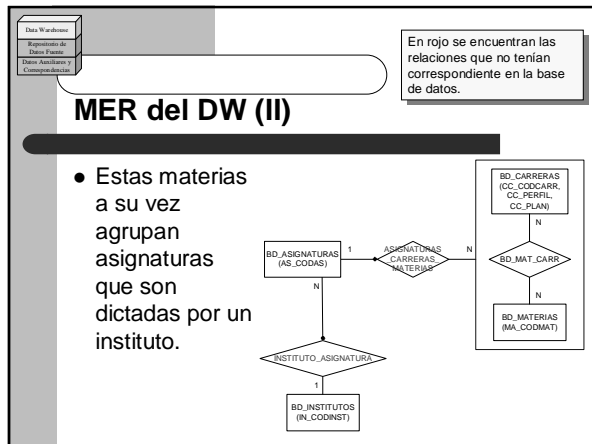 Data Warehouse
Repositorio de
Datos Fuente
Datos Auxiliares y
Correspondencias
En rojo se encuentran las
relaciones que no tenían
correspondiente en la base
de datos.
MER del DW (II)
● Estas materias
a su vez
agrupan
asignaturas
que son
dictadas por un
instituto.
BD_CARRERAS
(CC_CODCARR,
CC_PERFIL,
CC_PLAN)
N
BD_ASIGNATURAS
(AS_CODAS)
1
ASIGNATURAS
_CARRERAS_
MATERIAS
N
BD_MAT_CARR
N
N
BD_MATERIAS
(MA_CODMAT)
INSTITUTO_ASIGNATURA
1
BD_INSTITUTOS
(IN_CODINST)